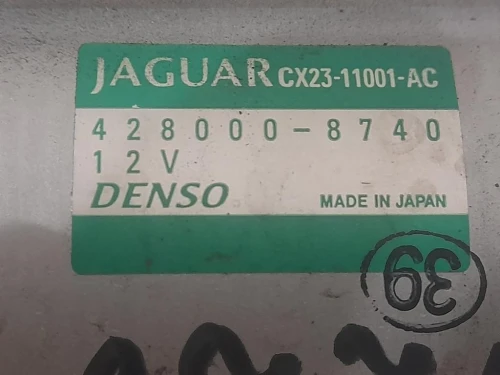 JAGUAR CX23-11001-AC
428000-8740
12V
DENSO MADE IN JAPAN
39